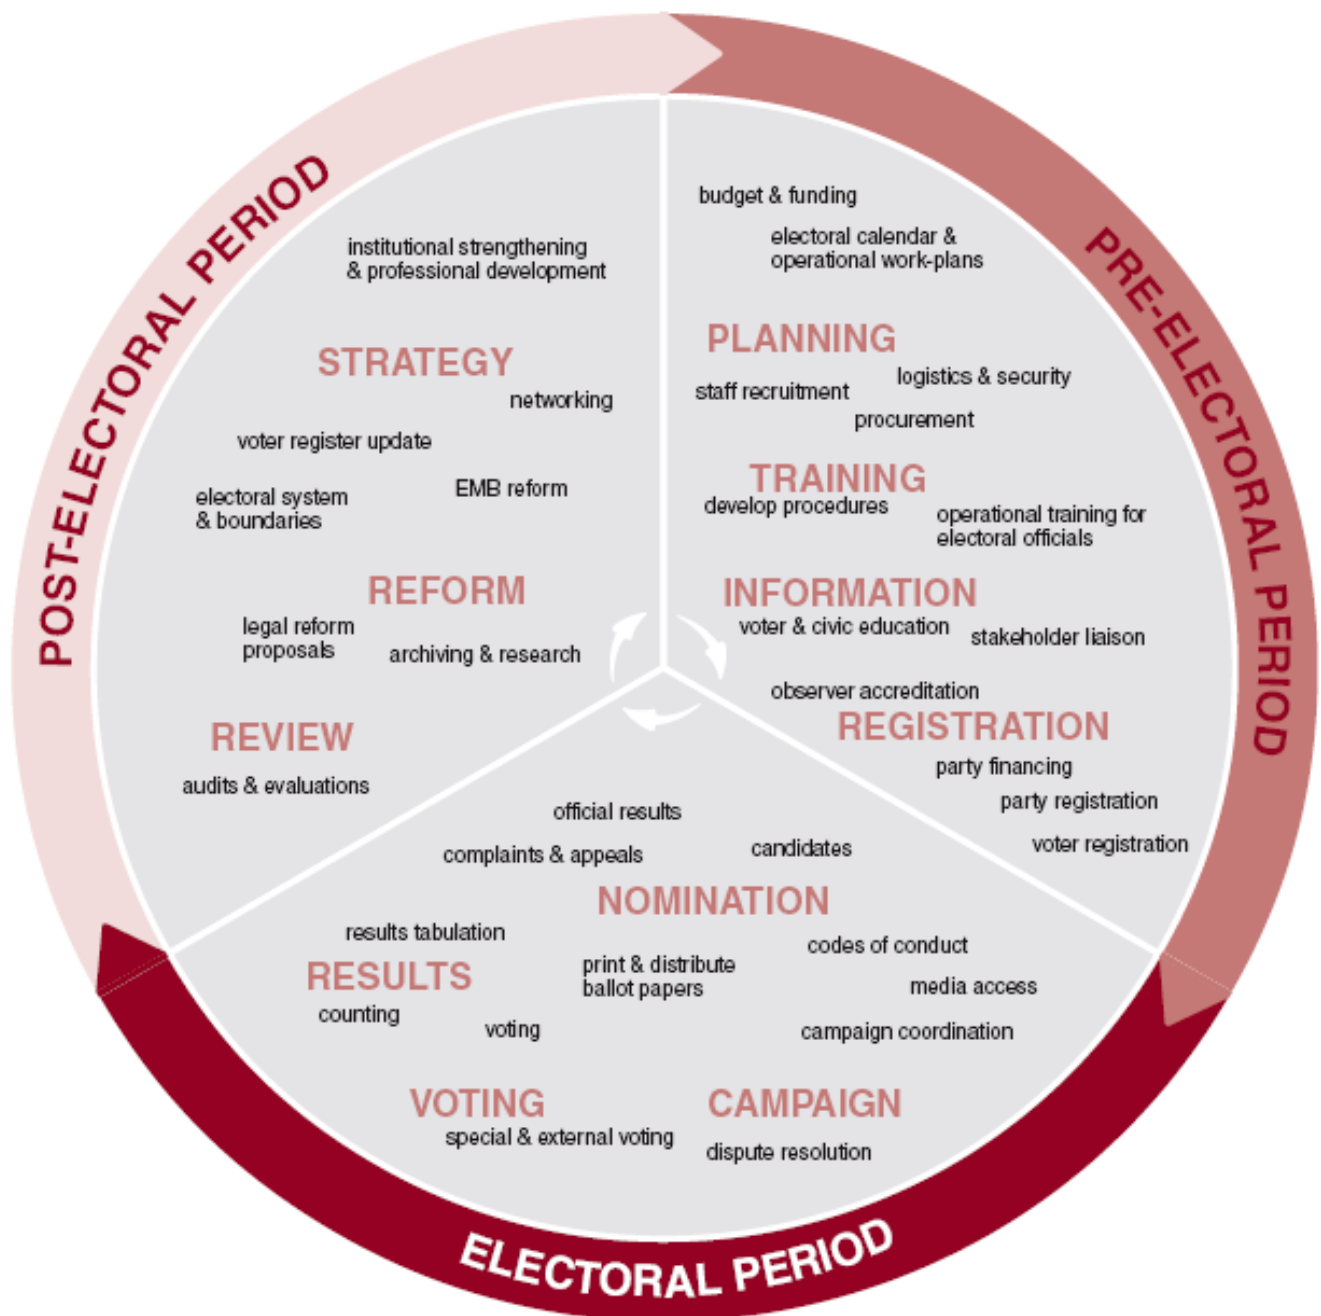 POST-ELECTORAL PERIOD
institutional strengthening
& professional development
STRATEGY
networking
voter register update
EMB reform
electoral system
& boundaries
REFORM
legal reform
proposals
archiving & research
REVIEW
audits & evaluations
PRE-ELECTORAL PERIOD
budget & funding
electoral calendar &
operational work-plans
PLANNING
logistics & security
staff recruitment
procurement
TRAINING
develop procedures
operational training for
electoral officials
INFORMATION
voter & civic education
stakeholder liaison
observer accreditation
REGISTRATION
party financing
party registration
voter registration
official results
candidates
complaints & appeals
NOMINATION
results tabulation
codes of conduct
print & distribute
ballot papers
RESULTS
media access
counting
voting
campaign coordination
VOTING
CAMPAIGN
special & external voting
dispute resolution
ELECTORAL PERIOD